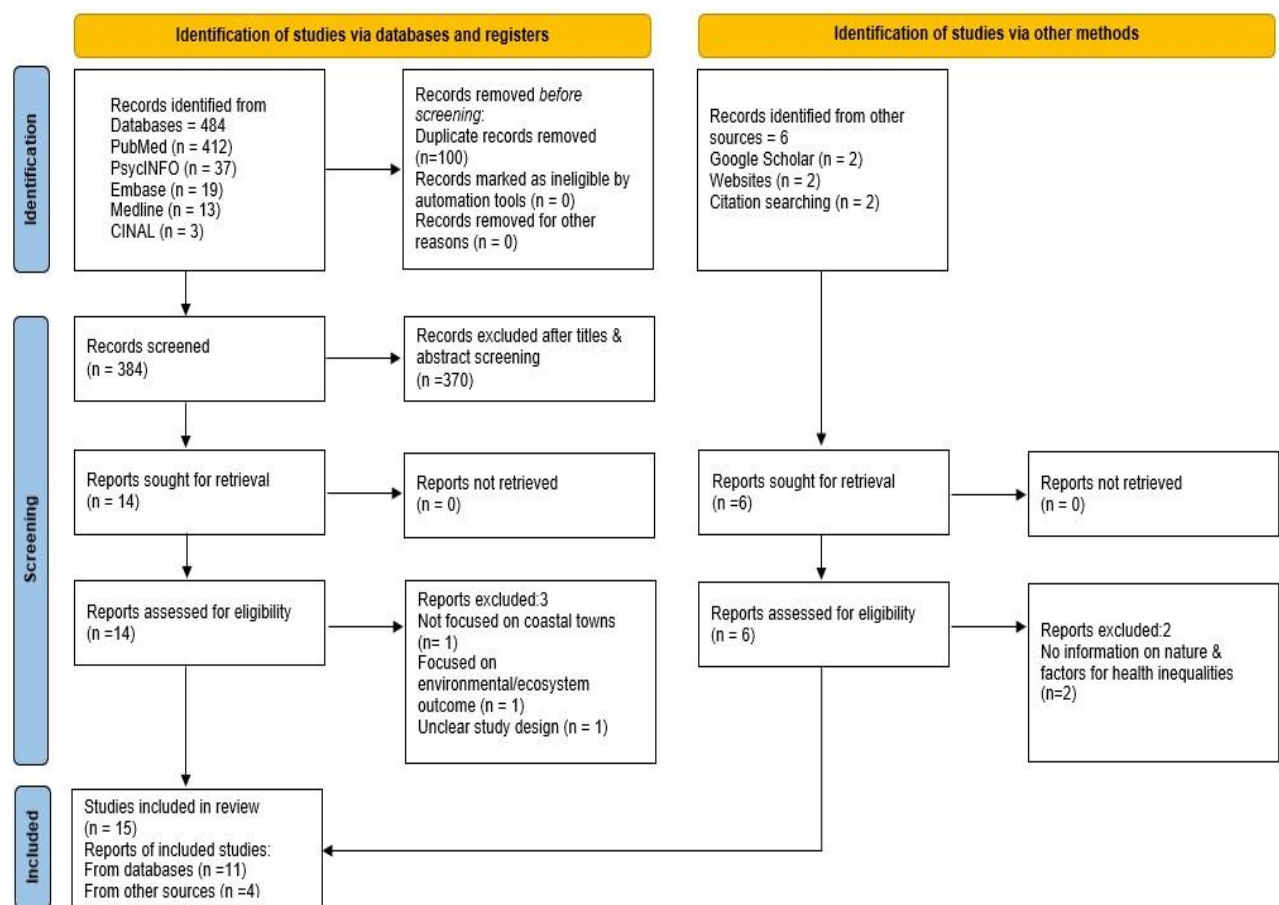 Identification of studies via databases and registers
Identification of studies via other methods
Identification
Records identified from
Databases = 484
PubMed (n = 412)
PsycINFO (n = 37)
Embase (n = 19)
Medline (n = 13)
CINAL (n = 3)
Records removed before
screening:
Duplicate records removed
(n=100)
Records marked as ineligible by
automation tools (n = 0)
Records removed for other
reasons (n = 0)
Records identified from other
sources = 6
Google Scholar (n = 2)
Websites (n = 2)
Citation searching (n = 2)
Screening
Records screened
(n = 384)
Records excluded after titles &
abstract screening
(n =370)
Reports sought for retrieval
(n = 14)
Reports not retrieved
(n = 0)
Reports sought for retrieval
(n =6)
Reports not retrieved
(n = 0)
Reports assessed for eligibility
(n =14)
Reports excluded:3
Not focused on coastal towns
(n= 1)
Focused on
environmental/ecosystem
outcome (n = 1)
Unclear study design (n = 1)
Reports assessed for eligibility
(n = 6)
Reports excluded:2
No information on nature &
factors for health inequalities
(n=2)
Included
Studies included in review
(n = 15)
Reports of included studies:
From databases (n =11)
From other sources (n =4)